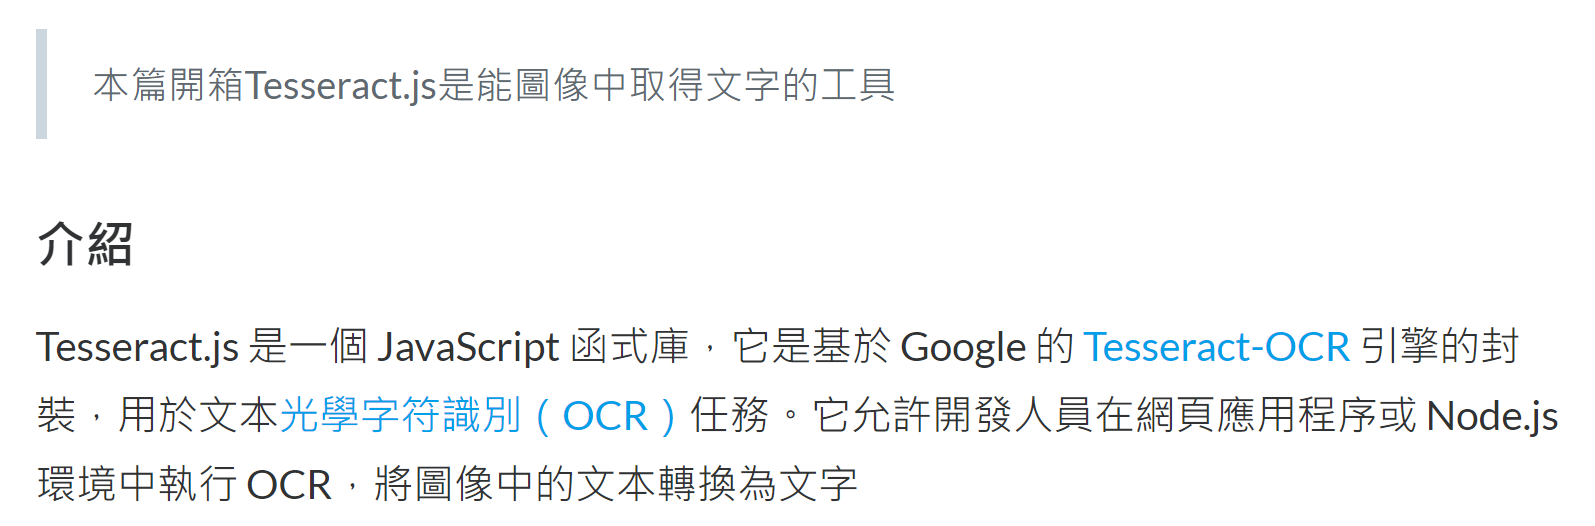 本篇開箱Tesseract.js是能圖像中取得文字的工具
介紹
Tesseract.js 是一個 JavaScript 函式庫，它是基於 Google 的 Tesseract-OCR 引擎的封
裝，用於文本光學字符識別（OCR）任務。它允許開發人員在網頁應用程序或 Node.js
環境中執行 OCR，將圖像中的文本轉換為文字